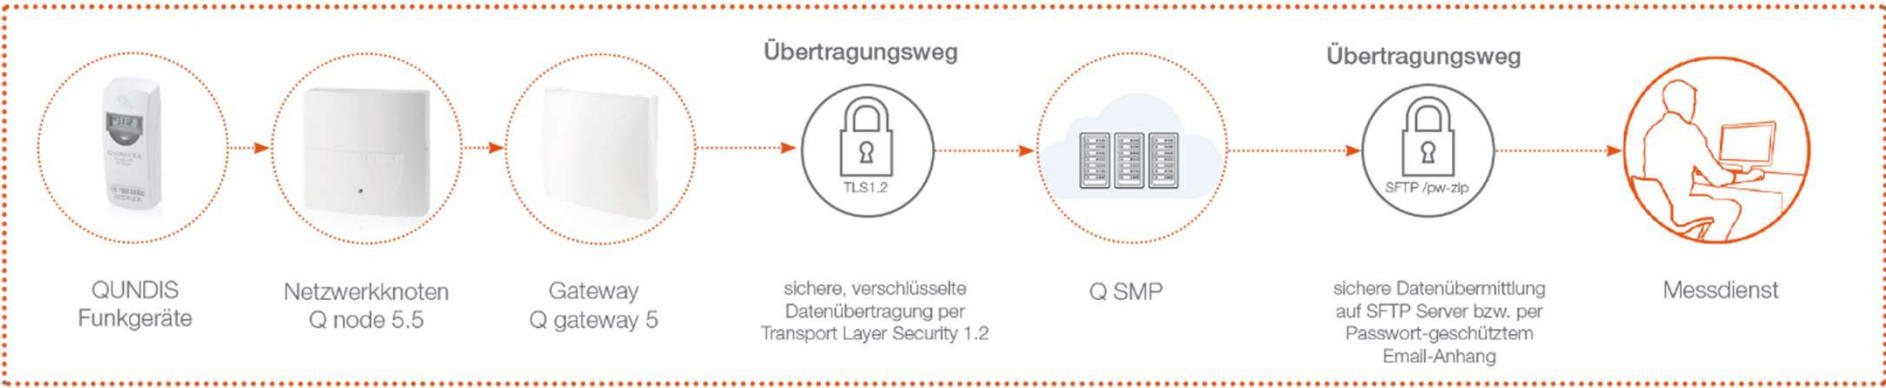 Übertragungsweg
Übertragungsweg
TLS1.2
SFTP /pw-zip
QUNDIS
Funkgeräte
Netzwerkknoten
Q node 5.5
Gateway
Q gateway 5
sichere, verschlüsselte
Datenübertragung per
Transport Layer Security 1.2
Q SMP
sichere Datenübermittlung
auf SFTP Server bzw. per
Passwort-geschütztem
Email-Anhang
Messdienst